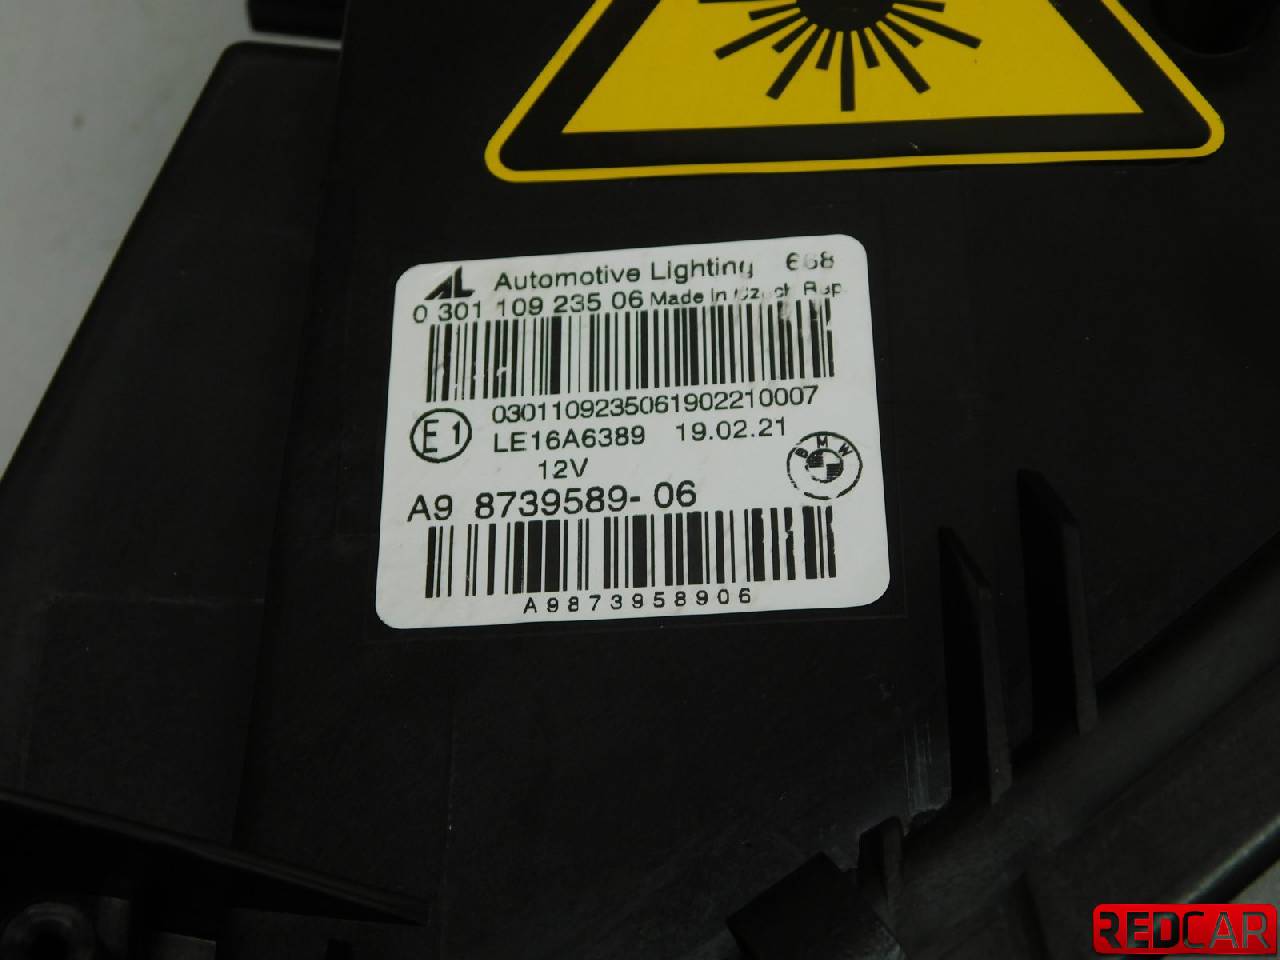 AL Automotive Lighting 668
0 301 109 235 06 Made in Czech Rep.
0301109235061902210007
E1 LE16A6389 19.02.21
12V
BMW
A9 8739589-06
A9873958906
REDCAR